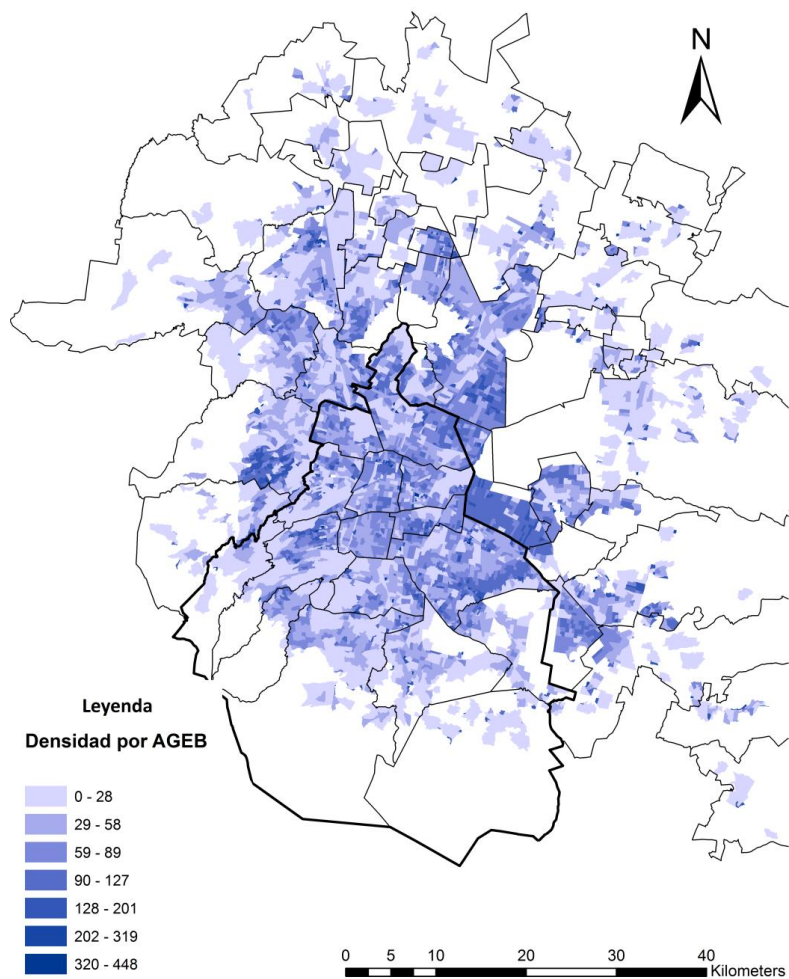 N
Leyenda
Densidad por AGEB
0 - 28
29 - 58
59 - 89
90 - 127
128 - 201
202 - 319
320 - 448
0 5 10 20 30 40
Kilometers